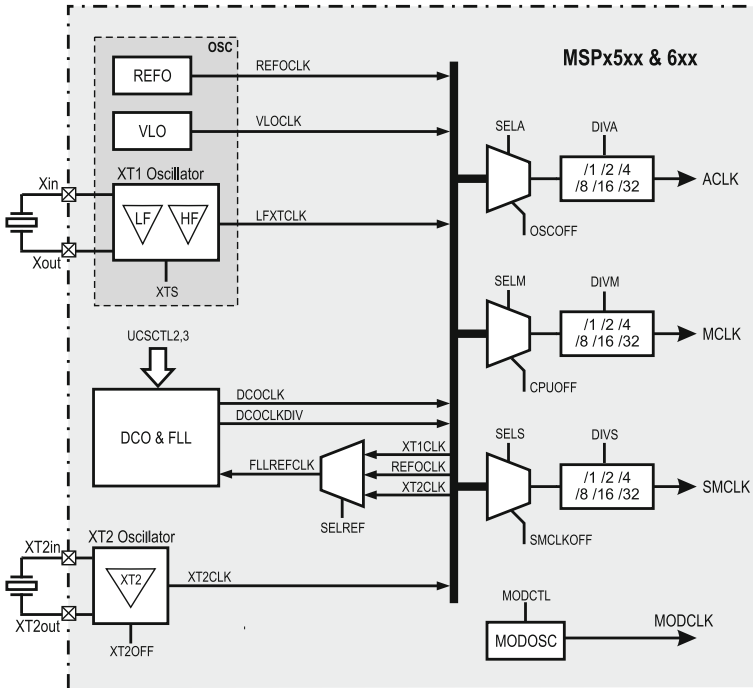 OSC
REFO
REFOCLK
MSPx5xx & 6xx
VLO
VLOCLK
SELA
DIVA
Xin
XT1 Oscillator
/1 /2 /4
/8 /16 /32
ACLK
LF
HF
LFXTCLK
OSCOFF
Xout
XTS
SELM
DIVM
UCSCTL2,3
/1 /2 /4
/8 /16 /32
MCLK
CPUOFF
DCOCLK
DCOCLKDIV
DCO & FLL
XT1CLK
SELS
DIVS
FLLREFCLK
REFOCLK
/1 /2 /4
/8 /16 /32
SMCLK
XT2CLK
SELREF
SMCLKOFF
XT2in
XT2 Oscillator
XT2
XT2CLK
MODCTL
XT2out
MODOSC
MODCLK
XT2OFF